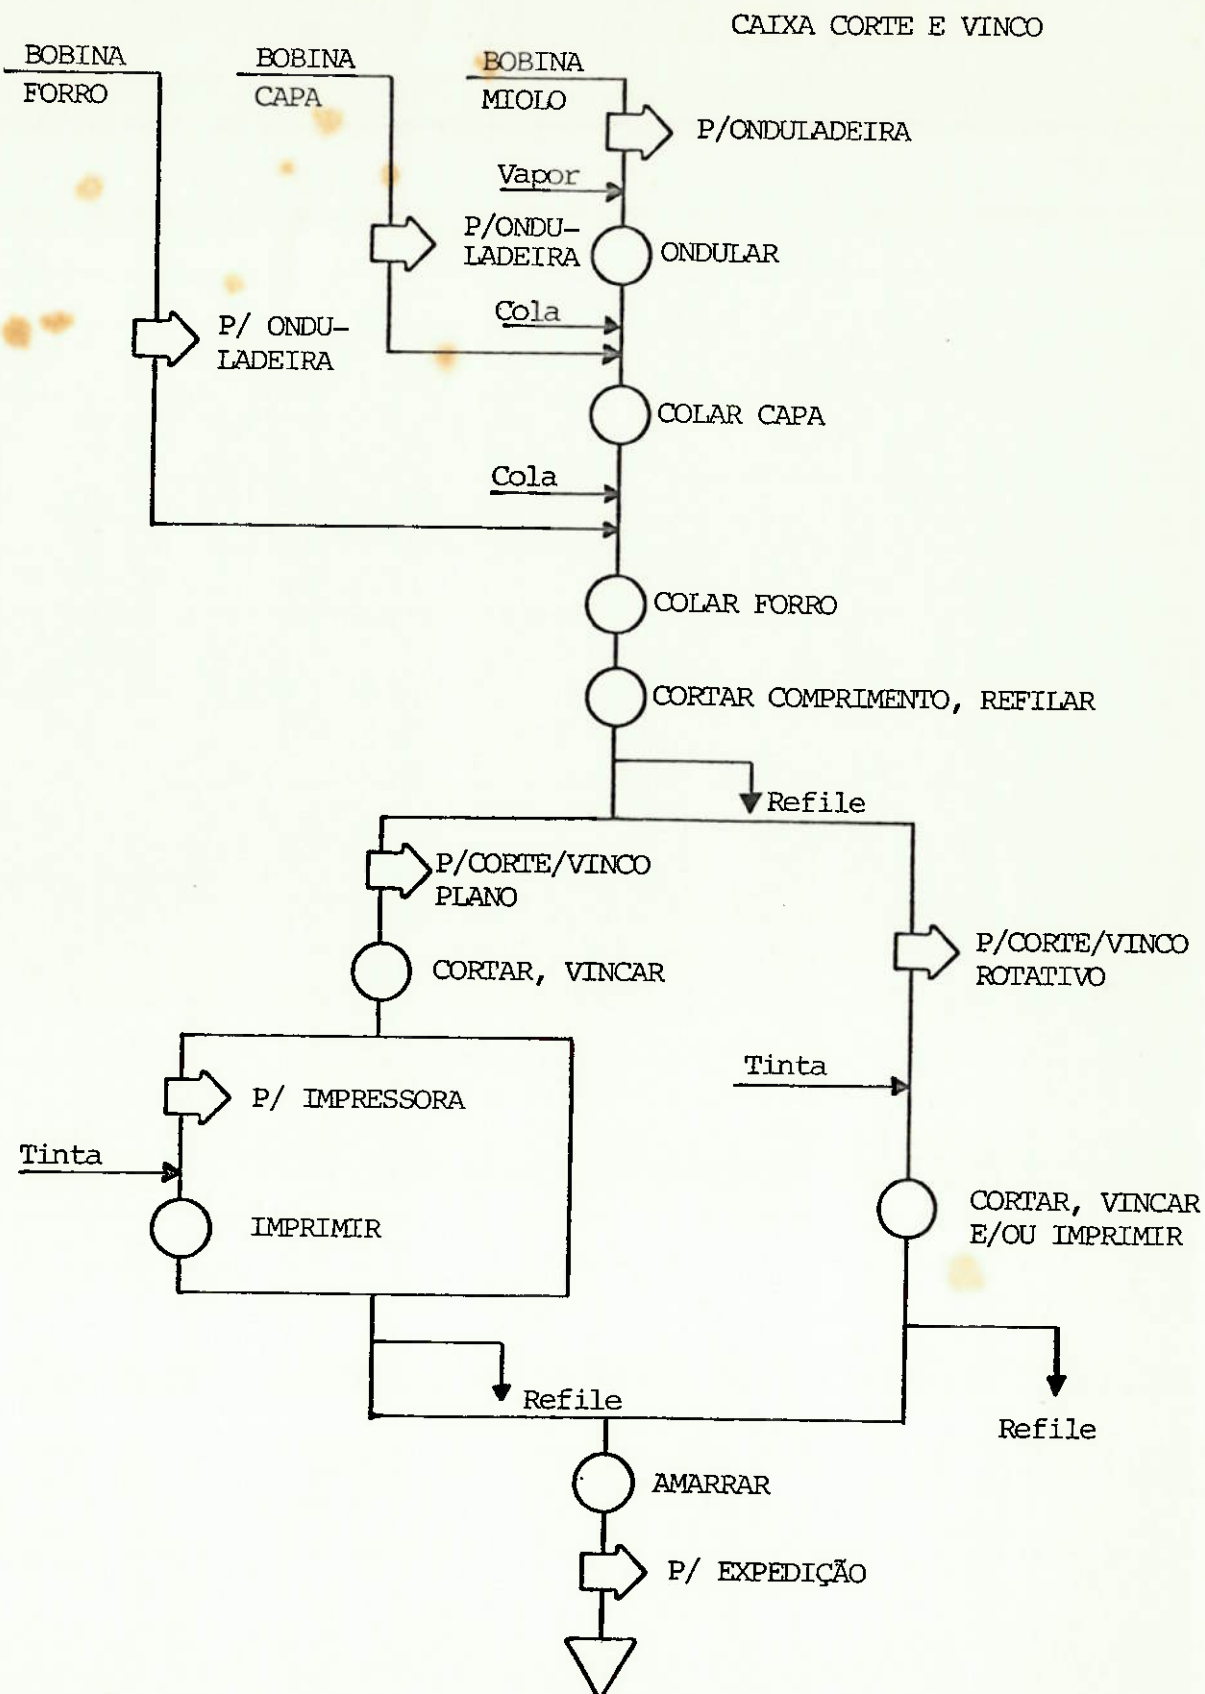 CAIXA CORTE E VINCO
BOBINA
FORRO
BOBINA
CAPA
BOBINA
MIOLO
P/ONDULADEIRA
Vapor
P/ONDU-
LADEIRA
ONDULAR
Cola
P/ ONDU-
LADEIRA
COLAR CAPA
Cola
COLAR FORRO
CORTAR COMPRIMENTO, REFILAR
Refile
P/CORTE/VINCO
PLANO
P/CORTE/VINCO
ROTATIVO
CORTAR, VINCAR
Tinta
P/ IMPRESSORA
Tinta
IMPRIMIR
CORTAR, VINCAR
E/OU IMPRIMIR
Refile
Refile
AMARRAR
P/ EXPEDIÇÃO